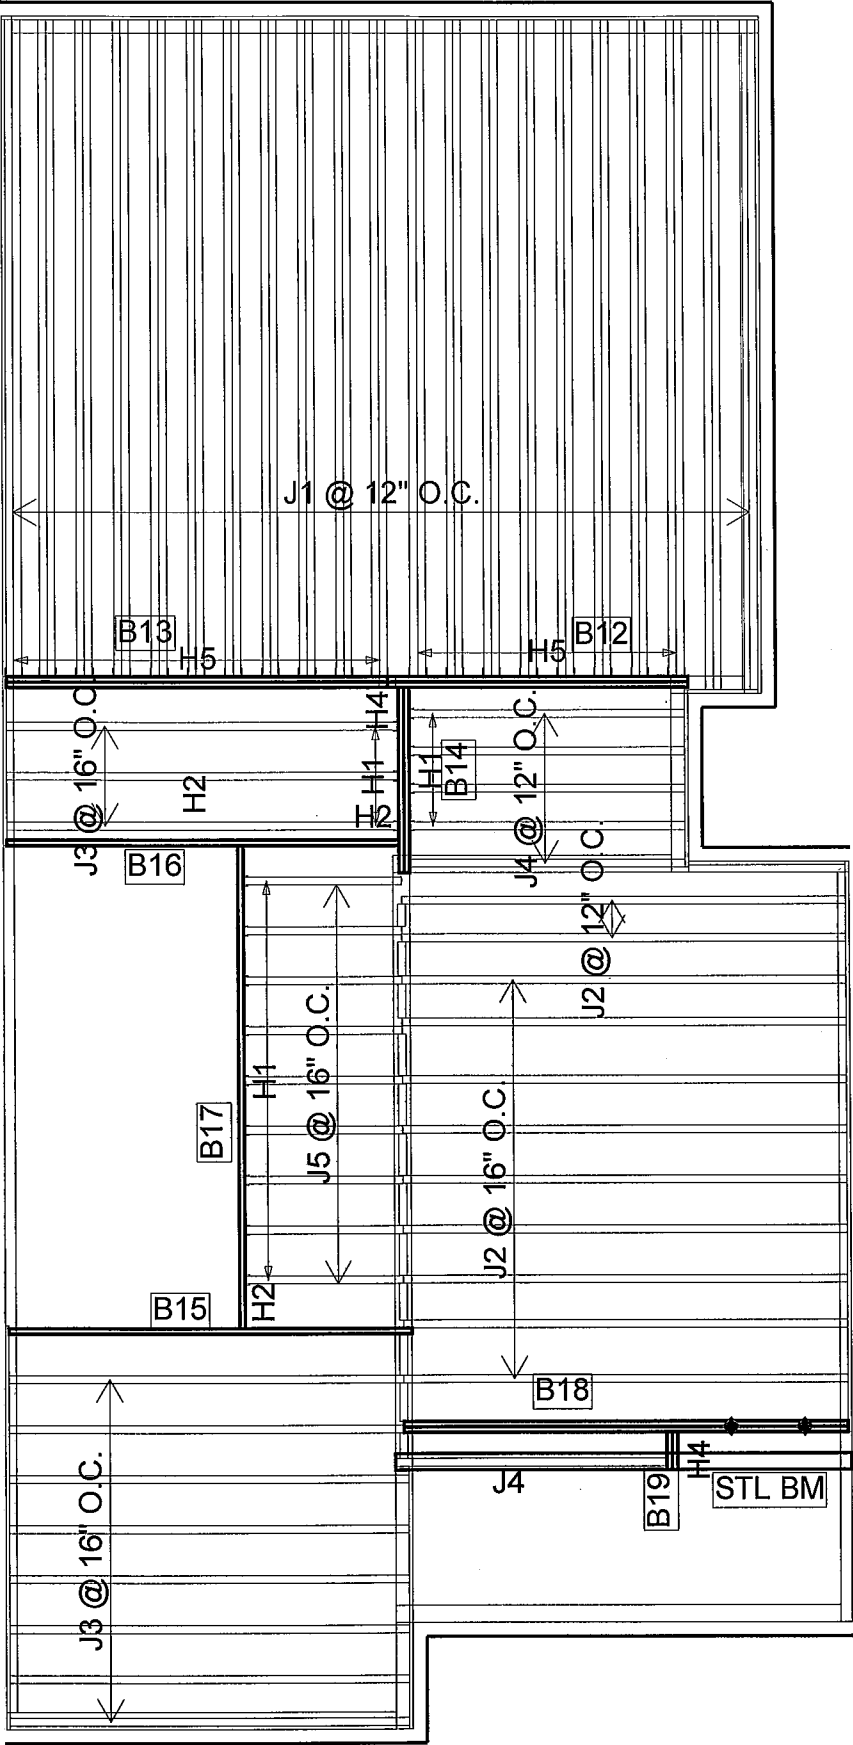 J1 @ 12" O.C.
B13
H5
B12
H5
J3 @ 16" O.C.
H4
H1
H2
H2
H1
B14
J4 @ 12" O.C.
B16
J2 @ 12" O.C.
H1
J5 @ 16" O.C.
B17
J2 @ 16" O.C.
B15
H2
B18
J3 @ 16" O.C.
J4
B19
H4
STL BM